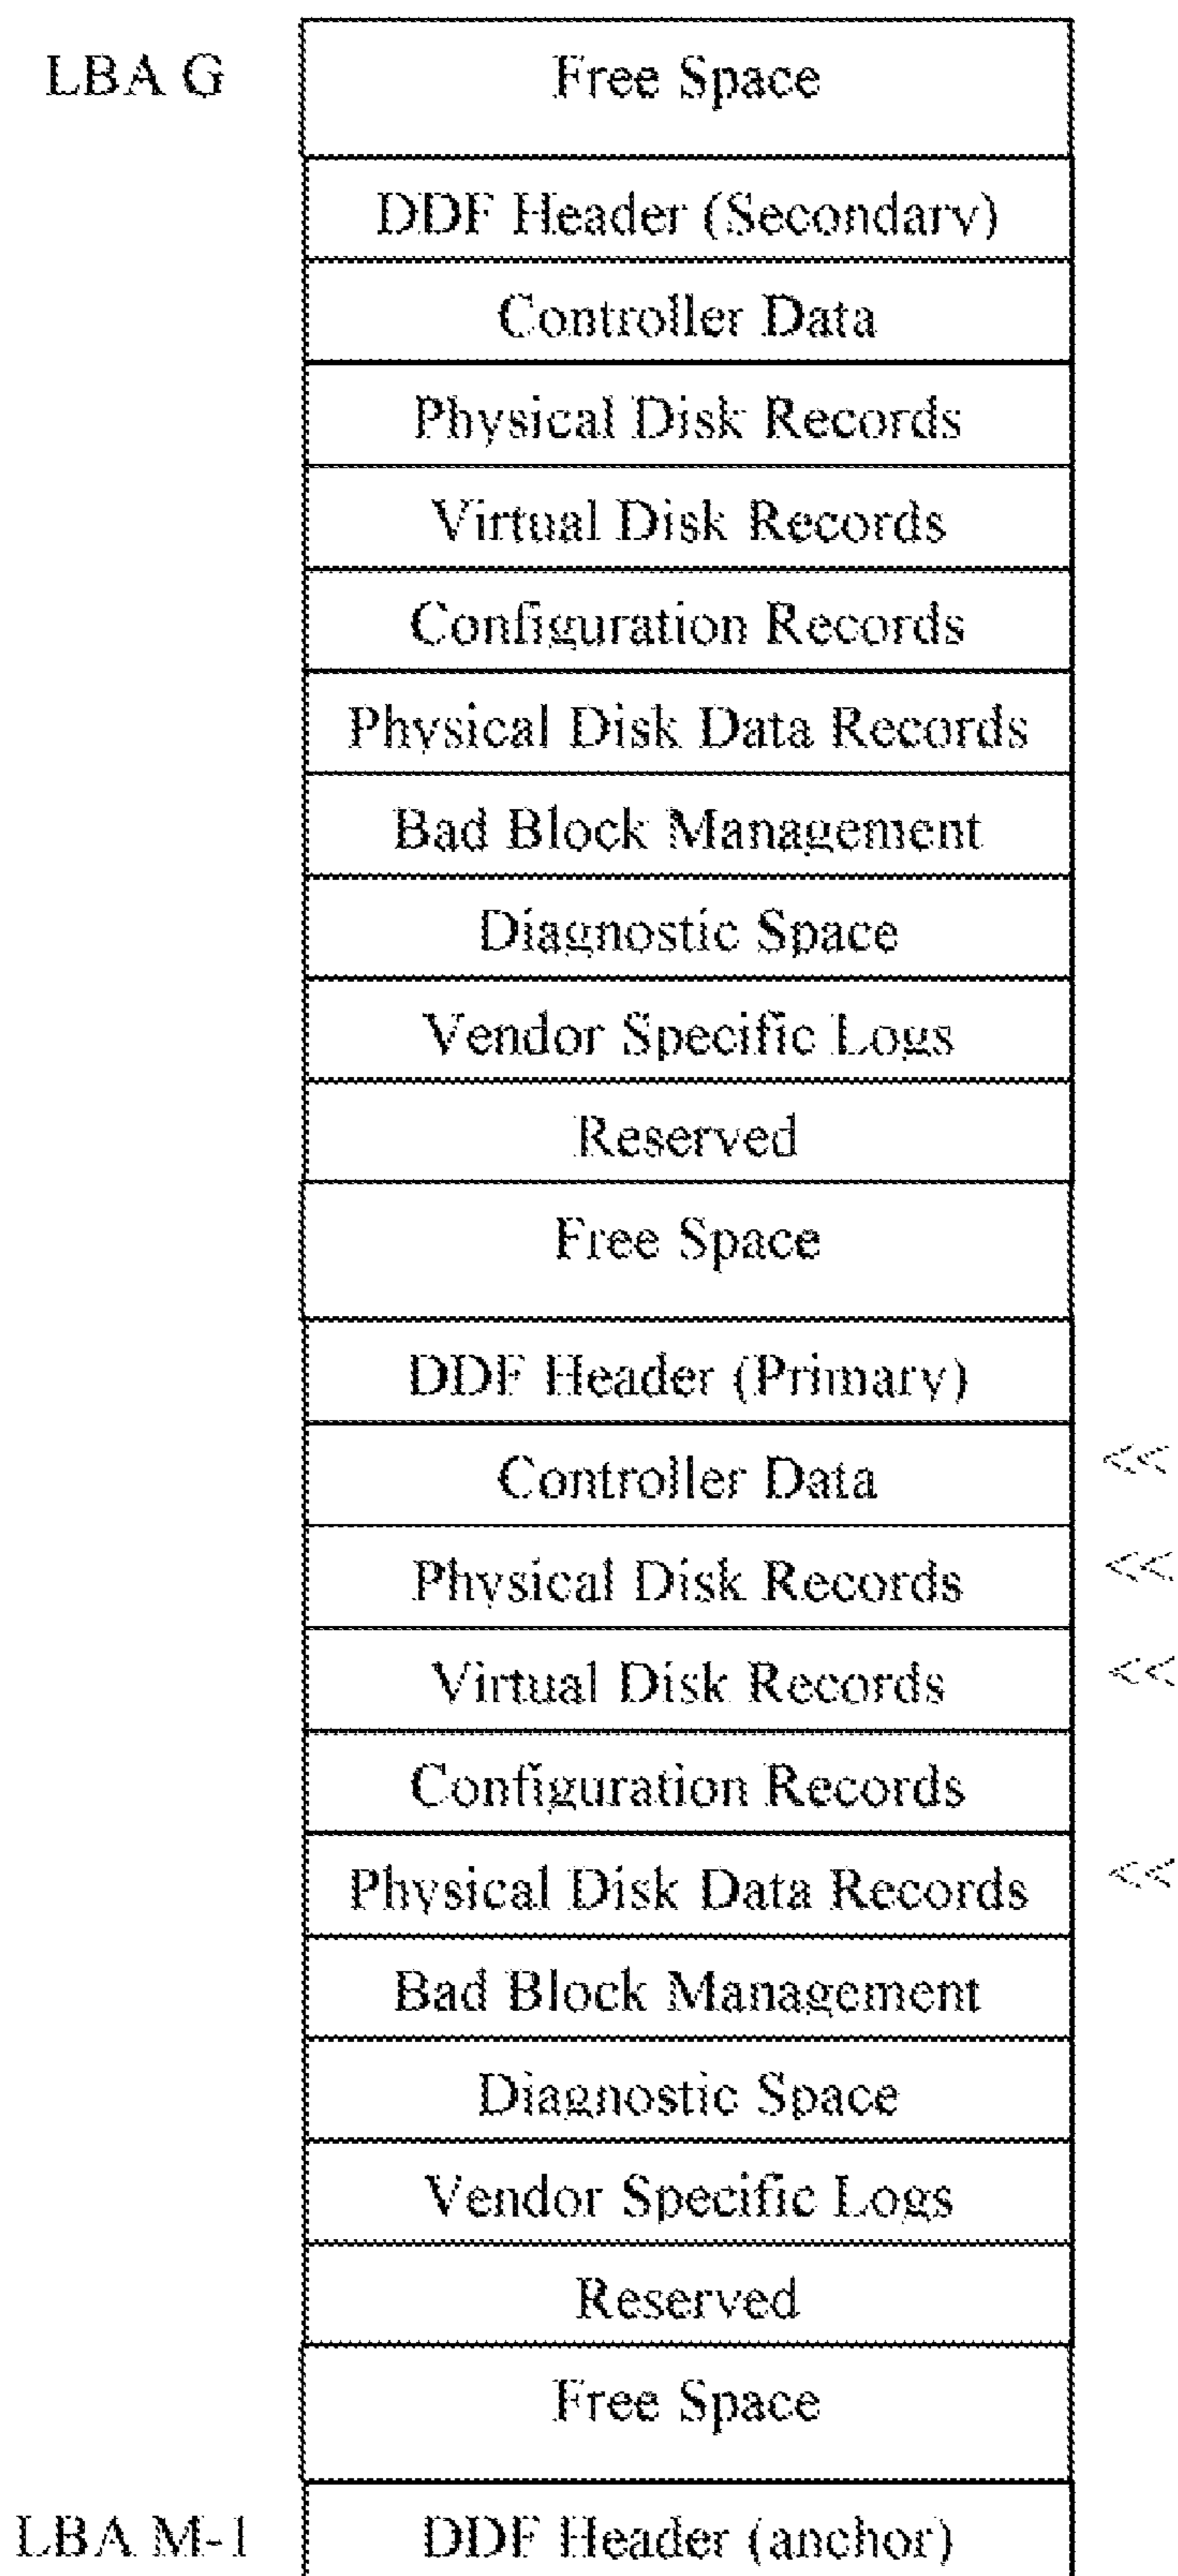 LBA G Free Space
DDF Header (Secondary)
Controller Data
Physical Disk Records
Virtual Disk Records
Configuration Records
Physical Disk Data Records
Bad Block Management
Diagnostic Space
Vendor Specific Logs
Reserved
Free Space
DDF Header (Primary)
Controller Data <<
Physical Disk Records <<
Virtual Disk Records <<
Configuration Records
Physical Disk Data Records <<
Bad Block Management
Diagnostic Space
Vendor Specific Logs
Reserved
Free Space
LBA M-1 DDF Header (anchor)